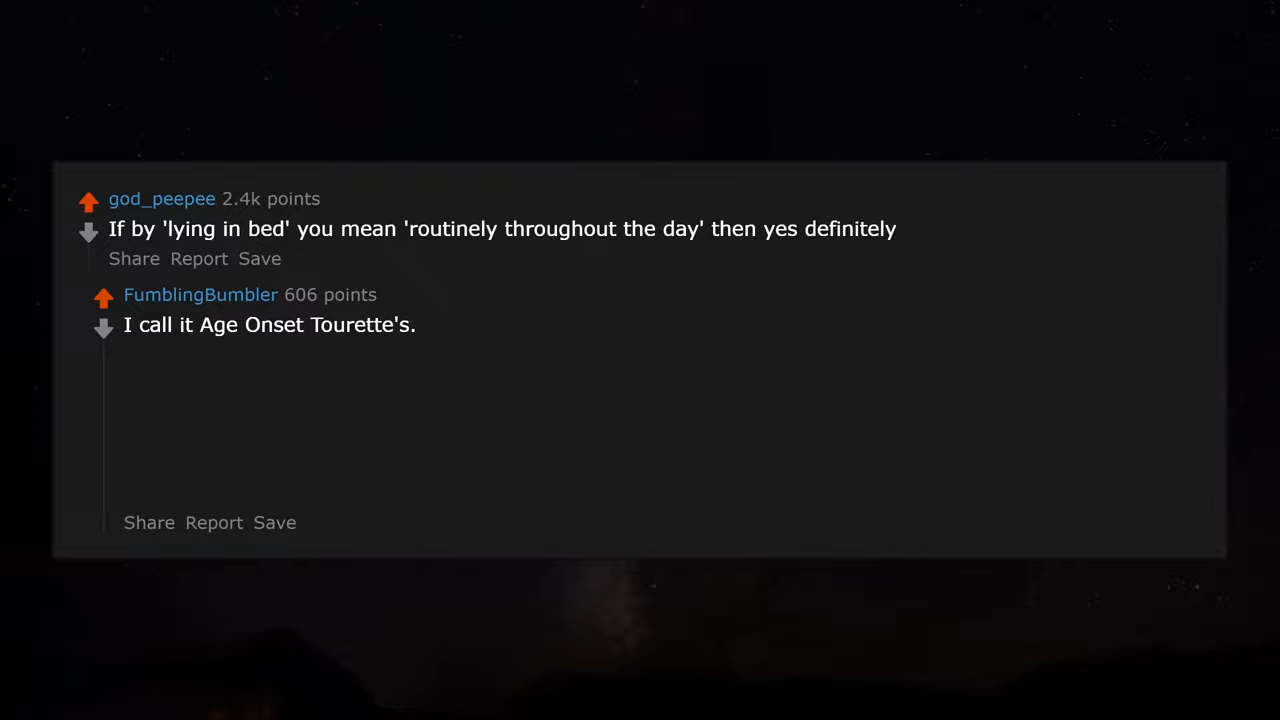 god_peepee 2.4k points
If by 'lying in bed' you mean 'routinely throughout the day' then yes definitely
Share Report Save
FumblingBumbler 606 points
I call it Age Onset Tourette's.
Share Report Save